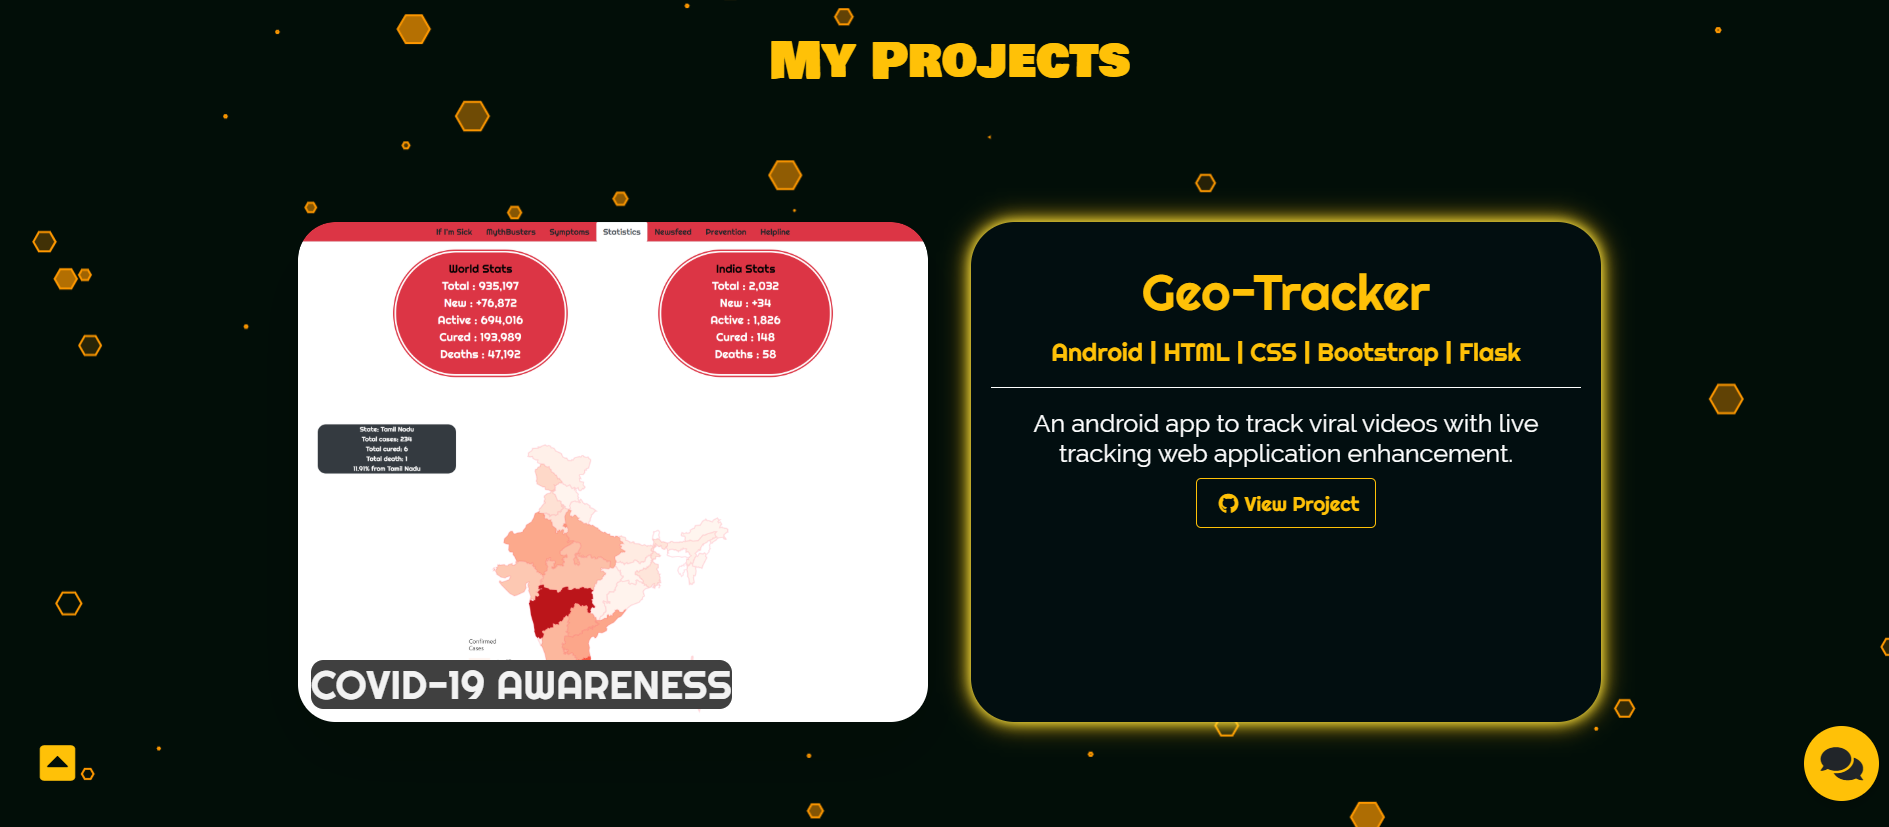 My Projects
If I'm Sick MythBusters Symptoms Statistics Newsfeed Prevention Helpline
World Stats
Total : 935,197
New : +76,872
Active : 694,016
Cured : 193,989
Deaths : 47,192
India Stats
Total : 2,032
New : +34
Active : 1,826
Cured : 148
Deaths : 58
State: Tamil Nadu
Total cases: 234
Total cured: 6
Total death: 1
11.91% from Tamil Nadu
Confirmed
Cases
COVID-19 AWARENESS
Geo-Tracker
Android | HTML | CSS | Bootstrap | Flask
An android app to track viral videos with live
tracking web application enhancement.
View Project